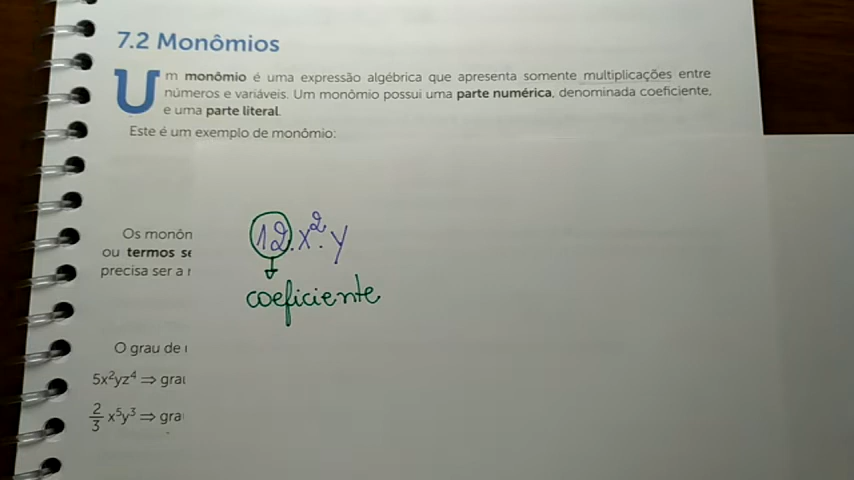 7.2 Monômios
Um monômio é uma expressão algébrica que apresenta somente multiplicações entre
números e variáveis. Um monômio possui uma parte numérica, denominada coeficiente,
e uma parte literal.
Este é um exemplo de monômio:
12.x².y
coeficiente
Os monôn
ou termos se
precisa ser a
O grau de
5x²yz⁴ ⇒ grau
2/3 x⁵y³ ⇒ gra